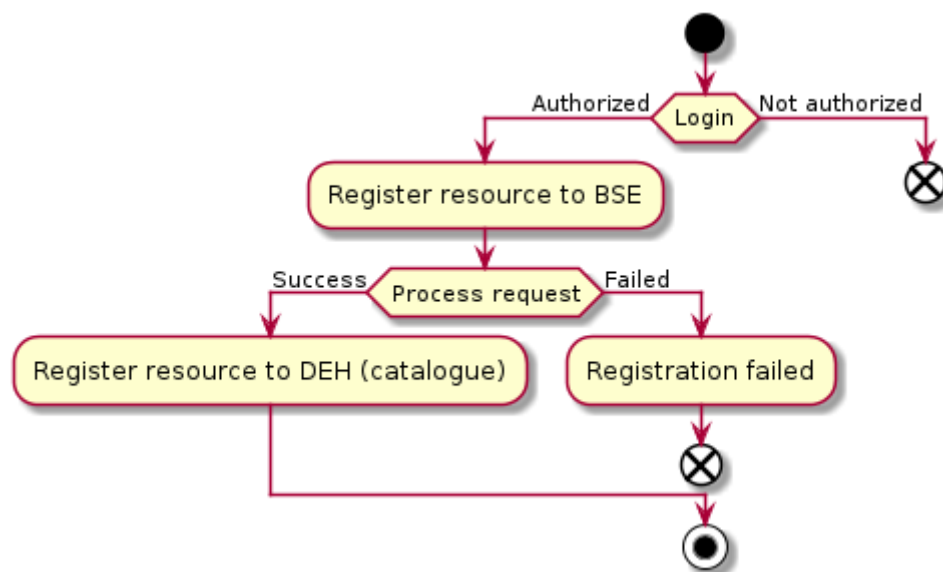 Authorized
Not authorized
Login
Register resource to BSE
Success
Failed
Process request
Register resource to DEH (catalogue)
Registration failed